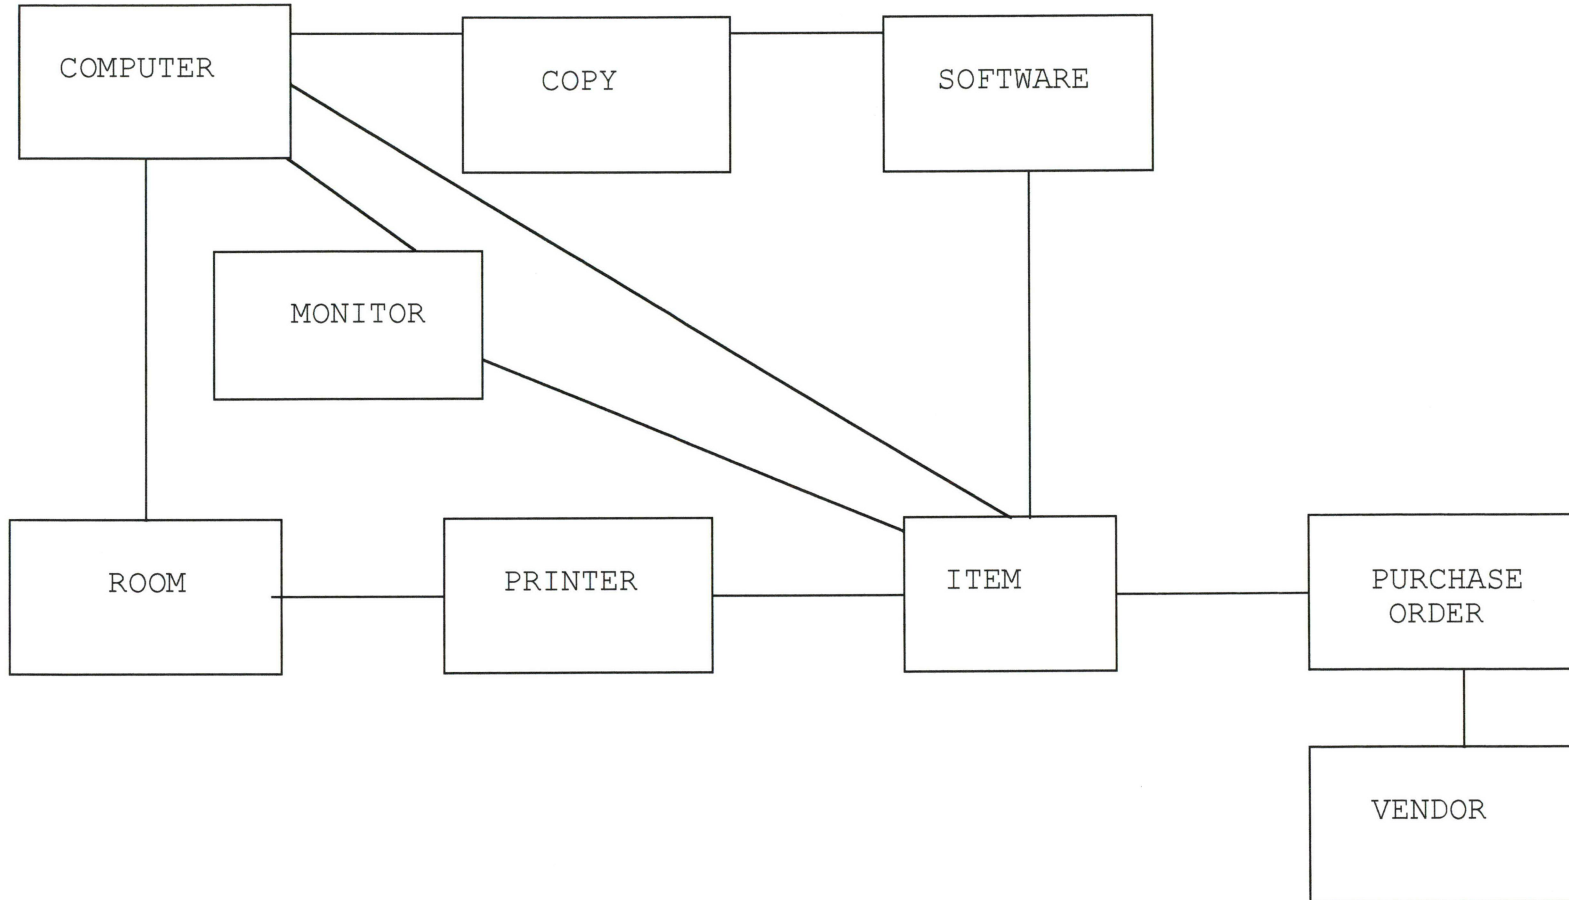 COMPUTER
COPY
SOFTWARE
MONITOR
ROOM
PRINTER
ITEM
PURCHASE
ORDER
VENDOR